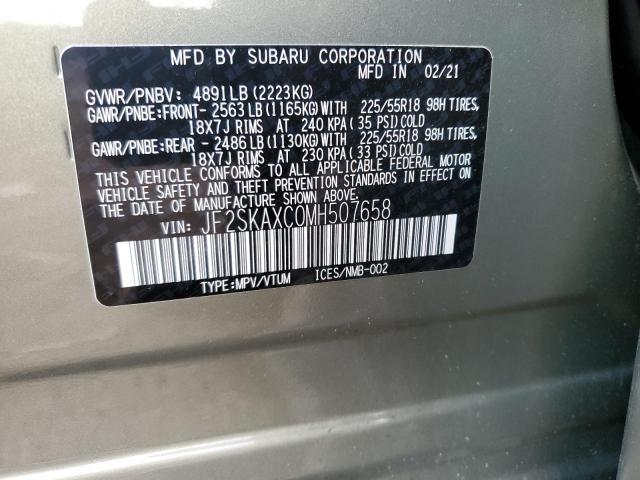 MFD BY SUBARU CORPORATION
MFD IN 02/21
GVWR/PNBV: 4891LB (2223KG)
GAWR/PNBE:FRONT- 2563LB(1165KG)WITH 225/55R18 98H TIRES,
18X7J RIMS AT 240 KPA(35 PSI)COLD
GAWR/PNBE:REAR - 2486LB(1130KG)WITH 225/55R18 98H TIRES,
18X7J RIMS AT 230 KPA(33 PSI)COLD
THIS VEHICLE CONFORMS TO ALL APPLICABLE FEDERAL MOTOR
VEHICLE SAFETY AND THEFT PREVENTION STANDARDS IN EFFECT
ON THE DATE OF MANUFACTURE SHOWN ABOVE.
VIN: JF2SKAXC0MH507658
TYPE:MPV/VTUM ICES/NMB-002